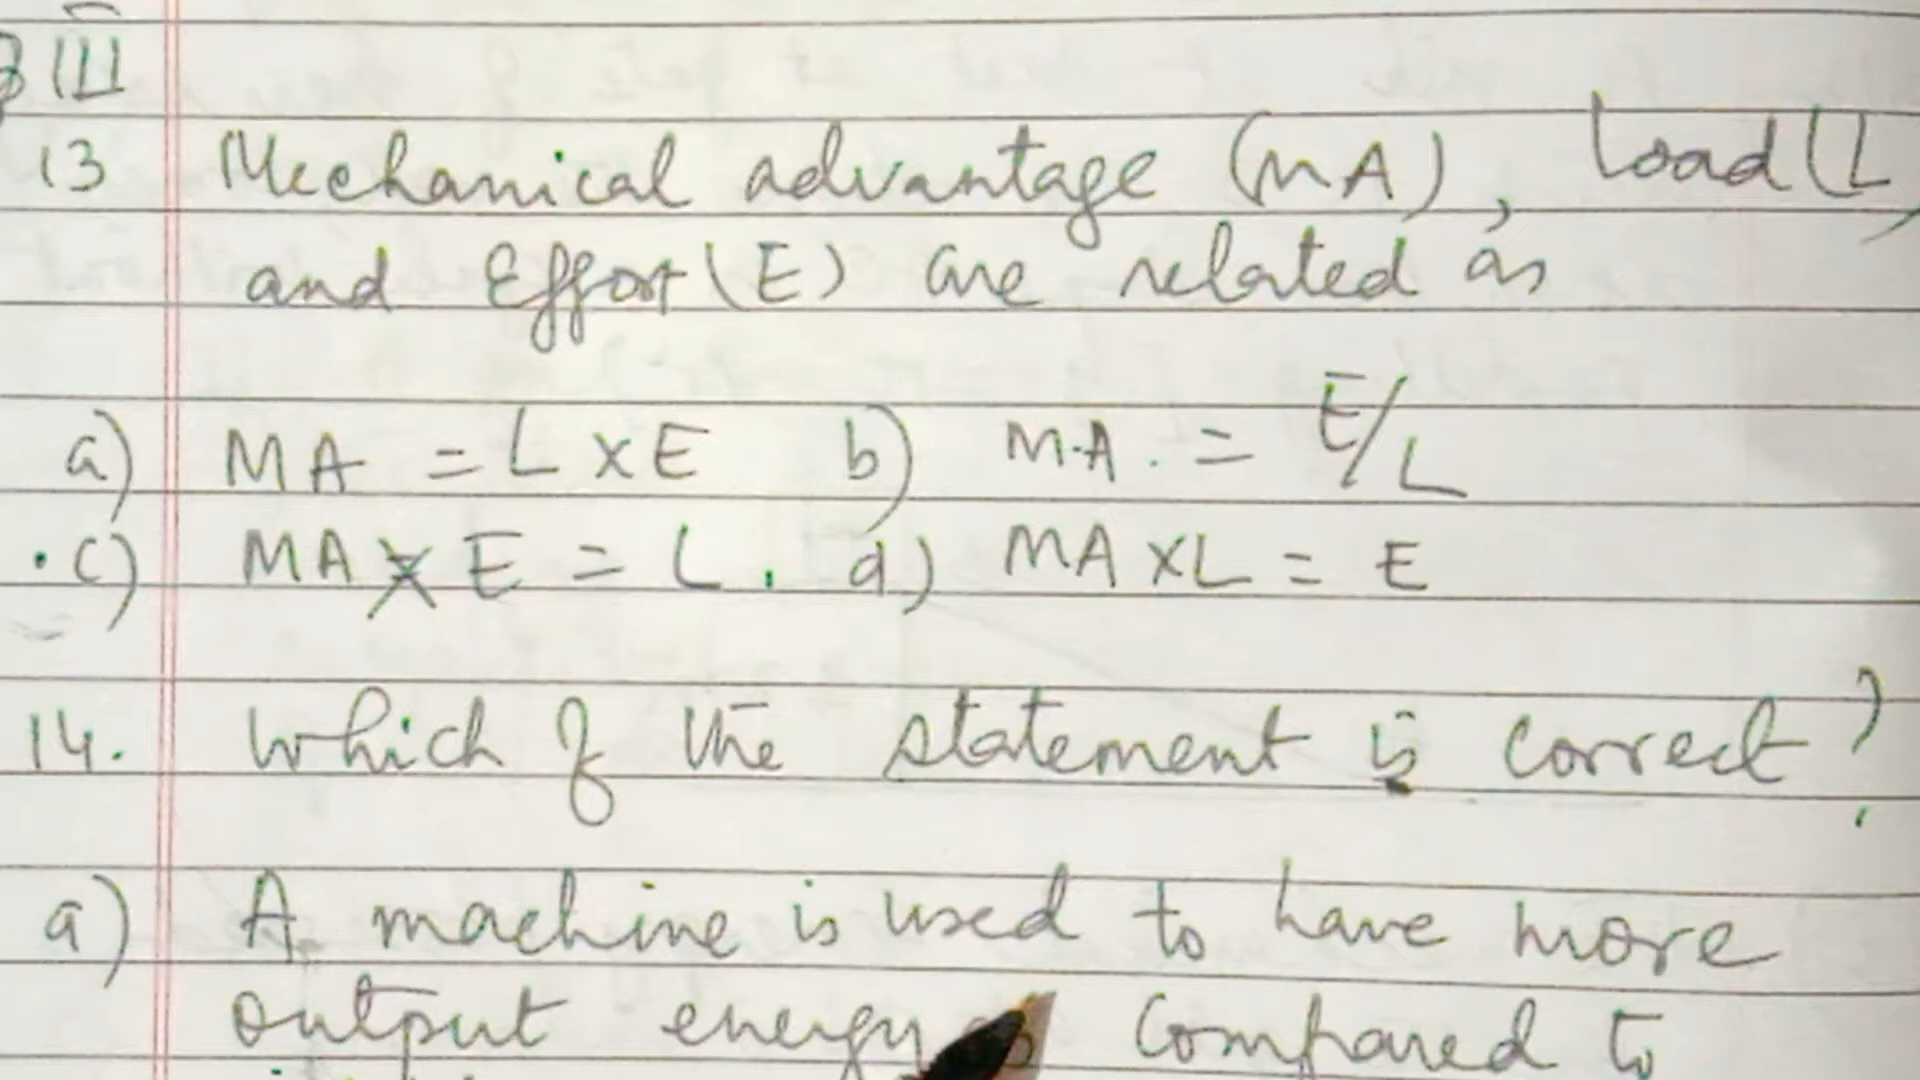 III
13 Mechanical advantage (MA), Load (L)
and Effort (E) are related as
a) MA = L x E b) M.A. = E/L
.c) MA x E = L. d) MA x L = E
14. Which of the statement is correct?
a) A machine is used to have more
output energy compared to